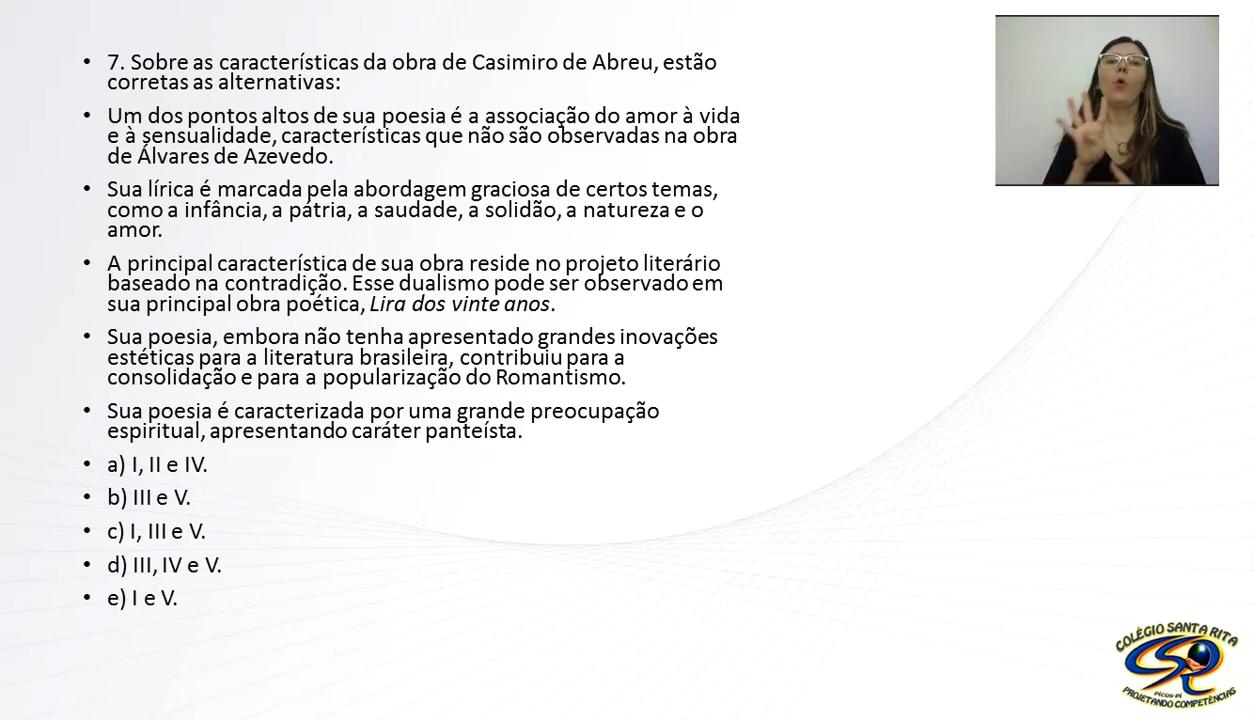 • 7. Sobre as características da obra de Casimiro de Abreu, estão
corretas as alternativas:
• Um dos pontos altos de sua poesia é a associação do amor à vida
e à sensualidade, características que não são observadas na obra
de Álvares de Azevedo.
• Sua lírica é marcada pela abordagem graciosa de certos temas,
como a infância, a pátria, a saudade, a solidão, a natureza e o
amor.
• A principal característica de sua obra reside no projeto literário
baseado na contradição. Esse dualismo pode ser observado em
sua principal obra poética, Lira dos vinte anos.
• Sua poesia, embora não tenha apresentado grandes inovações
estéticas para a literatura brasileira, contribuiu para a
consolidação e para a popularização do Romantismo.
• Sua poesia é caracterizada por uma grande preocupação
espiritual, apresentando caráter panteísta.
• a) I, II e IV.
• b) III e V.
• c) I, III e V.
• d) III, IV e V.
• e) I e V.
COLÉGIO SANTA RITA
PICOS-PI
PROJETANDO COMPETÊNCIAS